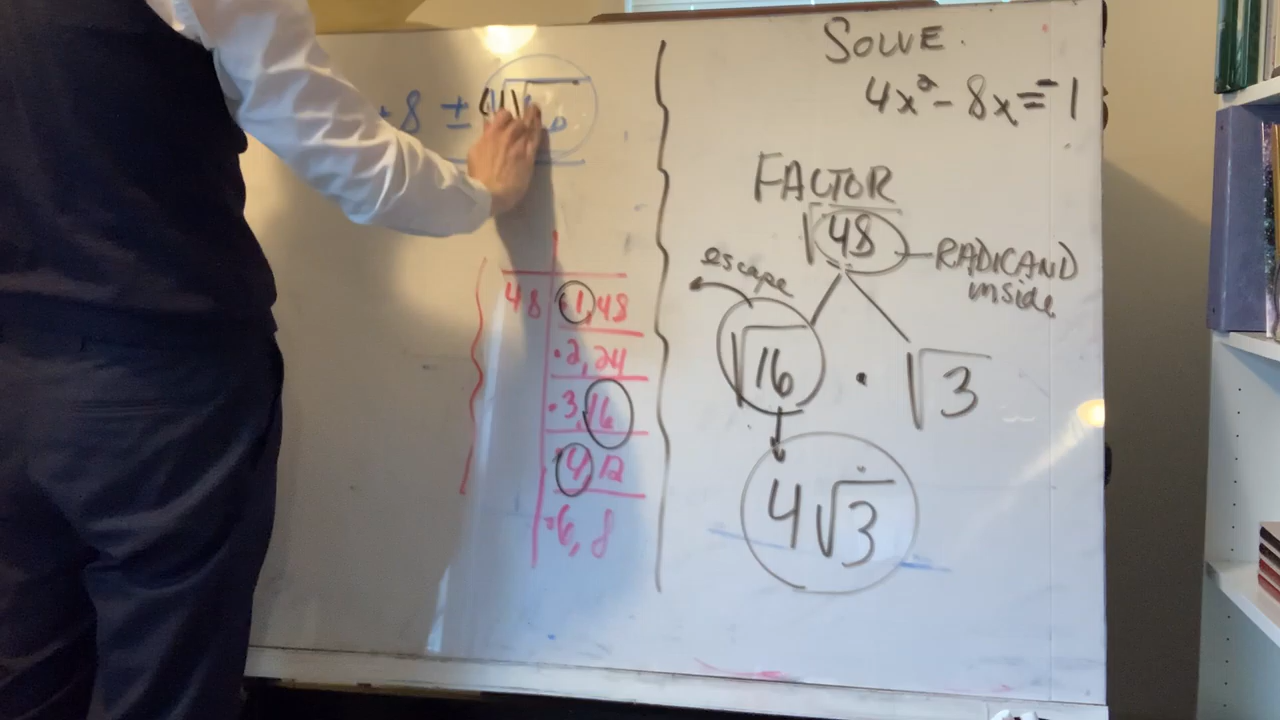 + 8 ± (4)√
48
1, 48
2, 24
3, 16
4, 12
6, 8
SOLVE.
4x² - 8x = -1
FACTOR
√48
RADICAND
inside
escape
√16 · √3
4√3